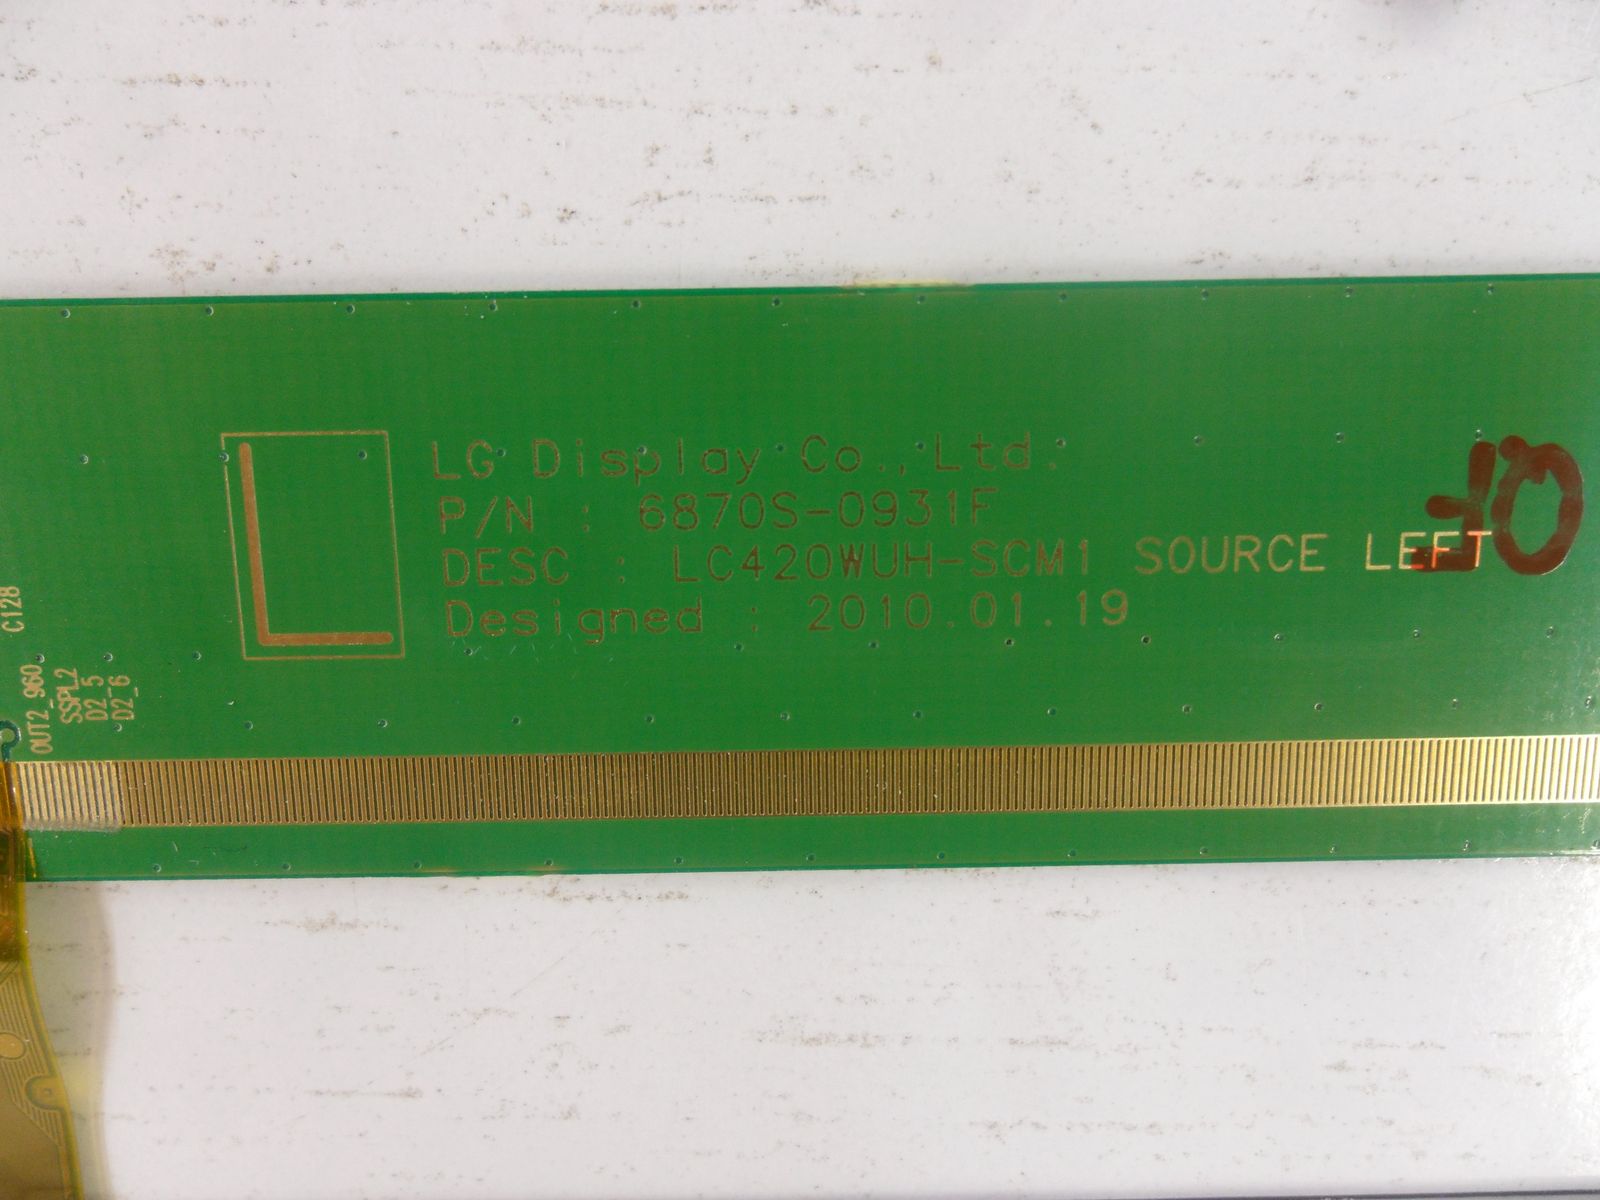 L
LG Display Co., Ltd.
P/N : 6870S-0931F
DESC : LC420WUH-SCM1 SOURCE LEFT
Designed : 2010.01.19
C128
OUT2_960
SSPL2
D2_5
D2_6